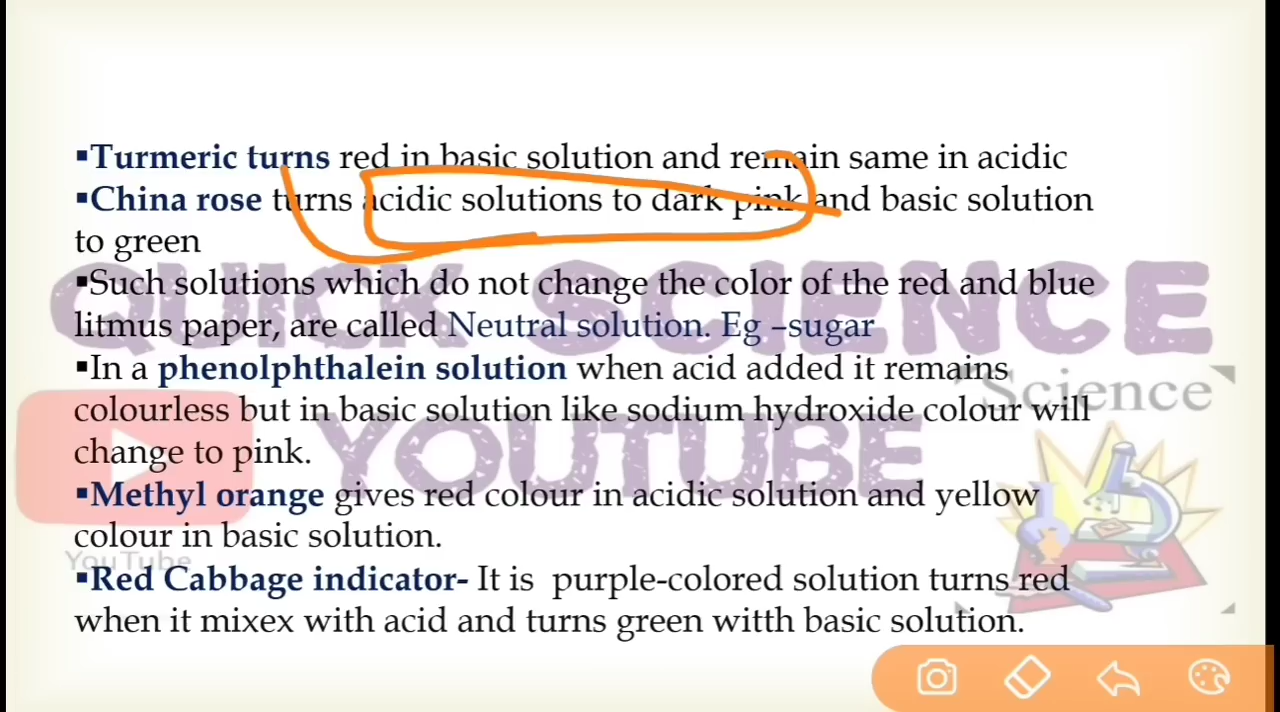 ▪Turmeric turns red in basic solution and remain same in acidic
▪China rose turns acidic solutions to dark pink and basic solution
to green
▪Such solutions which do not change the color of the red and blue
litmus paper, are called Neutral solution. Eg –sugar
▪In a phenolphthalein solution when acid added it remains
colourless but in basic solution like sodium hydroxide colour will
change to pink.
▪Methyl orange gives red colour in acidic solution and yellow
colour in basic solution.
▪Red Cabbage indicator- It is purple-colored solution turns red
when it mixex with acid and turns green witth basic solution.
QUICK SCIENCE
YOUTUBE
Science
YouTube